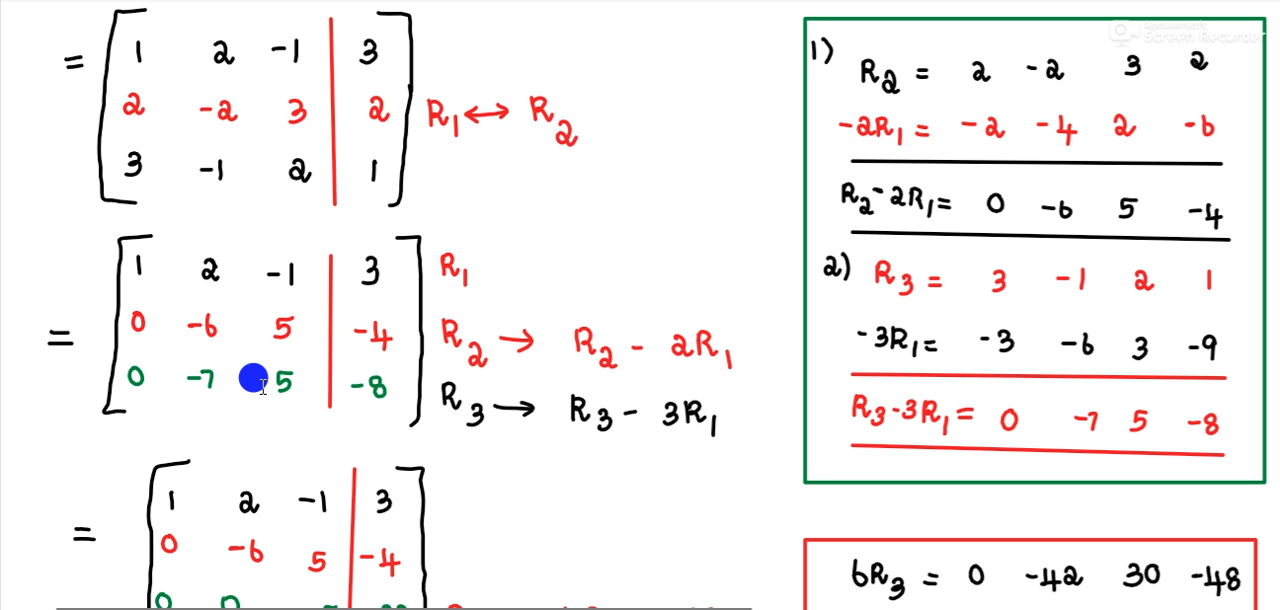 = [ 1 2 -1 | 3 ]
[ 2 -2 3 | 2 ] R₁ ↔ R₂
[ 3 -1 2 | 1 ]
= [ 1 2 -1 | 3 ] R₁
[ 0 -6 5 | -4 ] R₂ → R₂ - 2R₁
[ 0 -7 5 | -8 ] R₃ → R₃ - 3R₁
= [ 1 2 -1 | 3
0 -6 5 | -4
Screen Recorder
1) R₂ = 2 -2 3 2
-2R₁ = -2 -4 2 -6
R₂-2R₁= 0 -6 5 -4
2) R₃ = 3 -1 2 1
-3R₁= -3 -6 3 -9
R₃-3R₁= 0 -7 5 -8
6R₃ = 0 -42 30 -48